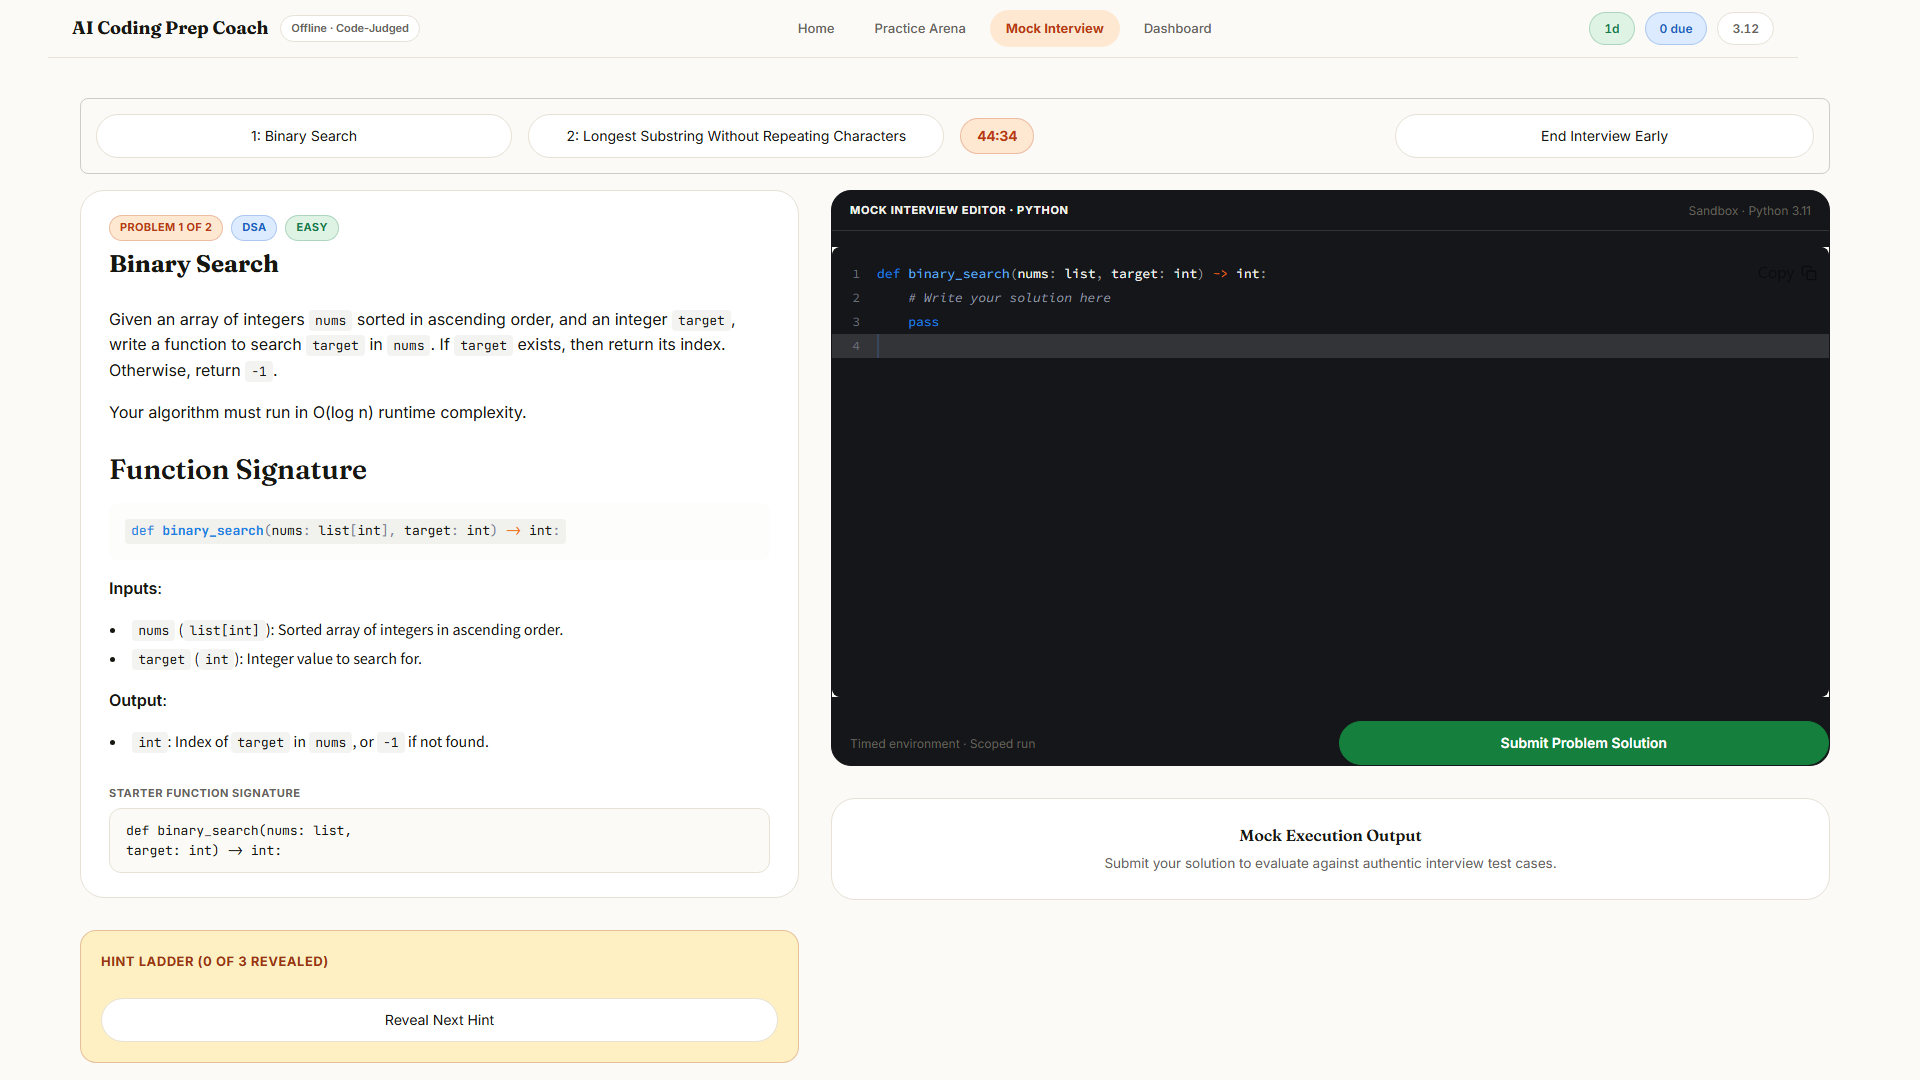 AI Coding Prep Coach
Offline · Code-Judged
Home
Practice Arena
Mock Interview
Dashboard
1d
0 due
3.12
1: Binary Search
2: Longest Substring Without Repeating Characters
44:34
End Interview Early
PROBLEM 1 OF 2
DSA
EASY
Binary Search
Given an array of integers nums sorted in ascending order, and an integer target,
write a function to search target in nums. If target exists, then return its index.
Otherwise, return -1.
Your algorithm must run in O(log n) runtime complexity.
Function Signature
def binary_search(nums: list[int], target: int) -> int:
Inputs:
• nums (list[int]): Sorted array of integers in ascending order.
• target (int): Integer value to search for.
Output:
• int: Index of target in nums, or -1 if not found.
STARTER FUNCTION SIGNATURE
def binary_search(nums: list,
target: int) -> int:
HINT LADDER (0 OF 3 REVEALED)
Reveal Next Hint
MOCK INTERVIEW EDITOR · PYTHON
Sandbox · Python 3.11
1 def binary_search(nums: list, target: int) -> int:
Copy
2 # Write your solution here
3 pass
4
Timed environment · Scoped run
Submit Problem Solution
Mock Execution Output
Submit your solution to evaluate against authentic interview test cases.